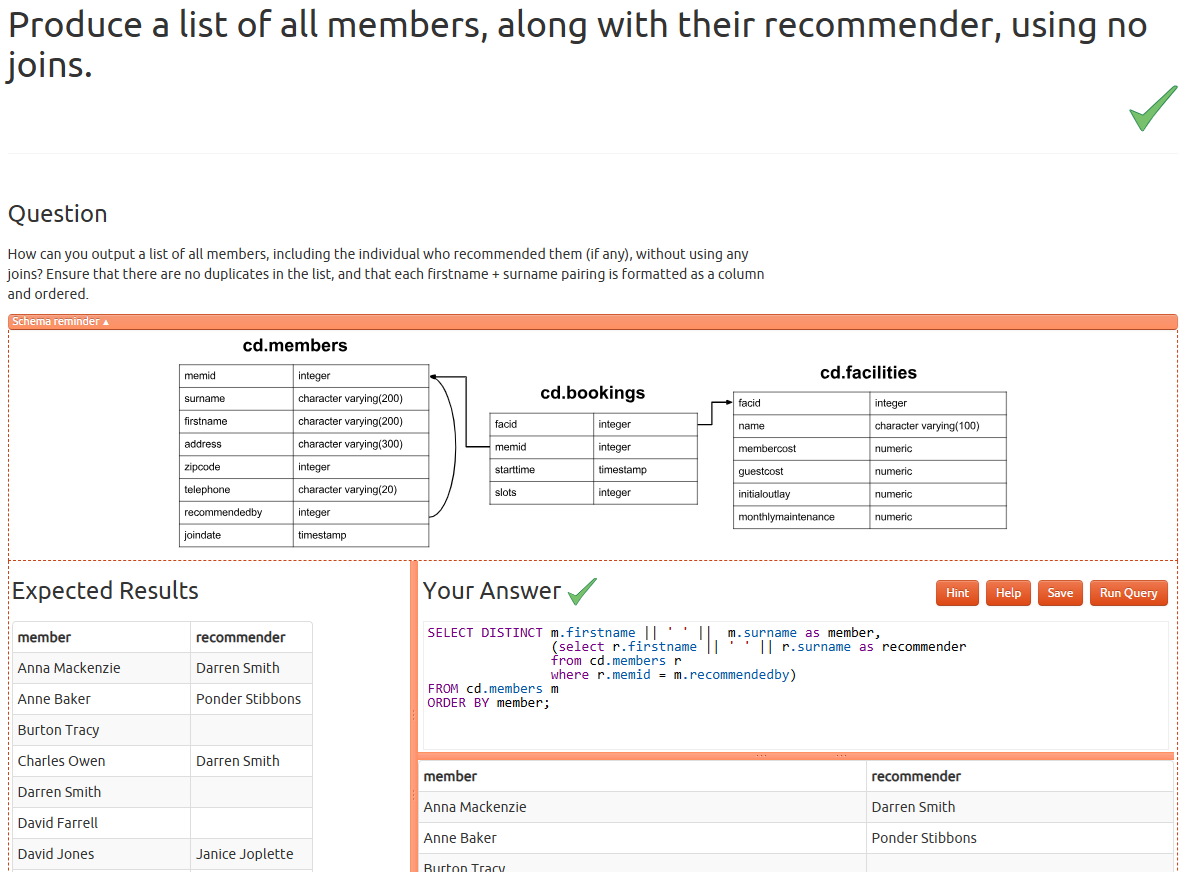 Produce a list of all members, along with their recommender, using no
joins.
Question
How can you output a list of all members, including the individual who recommended them (if any), without using any
joins? Ensure that there are no duplicates in the list, and that each firstname + surname pairing is formatted as a column
and ordered.
Schema reminder ▲
cd.members
memid integer
surname character varying(200)
firstname character varying(200)
address character varying(300)
zipcode integer
telephone character varying(20)
recommendedby integer
joindate timestamp
cd.bookings
facid integer
memid integer
starttime timestamp
slots integer
cd.facilities
facid integer
name character varying(100)
membercost numeric
guestcost numeric
initialoutlay numeric
monthlymaintenance numeric
Expected Results
member recommender
Anna Mackenzie Darren Smith
Anne Baker Ponder Stibbons
Burton Tracy
Charles Owen Darren Smith
Darren Smith
David Farrell
David Jones Janice Joplette
Your Answer
Hint Help Save Run Query
SELECT DISTINCT m.firstname || ' ' ||  m.surname as member,
(select r.firstname || ' ' || r.surname as recommender
from cd.members r
where r.memid = m.recommendedby)
FROM cd.members m
ORDER BY member;
member recommender
Anna Mackenzie Darren Smith
Anne Baker Ponder Stibbons
Burton Tracy